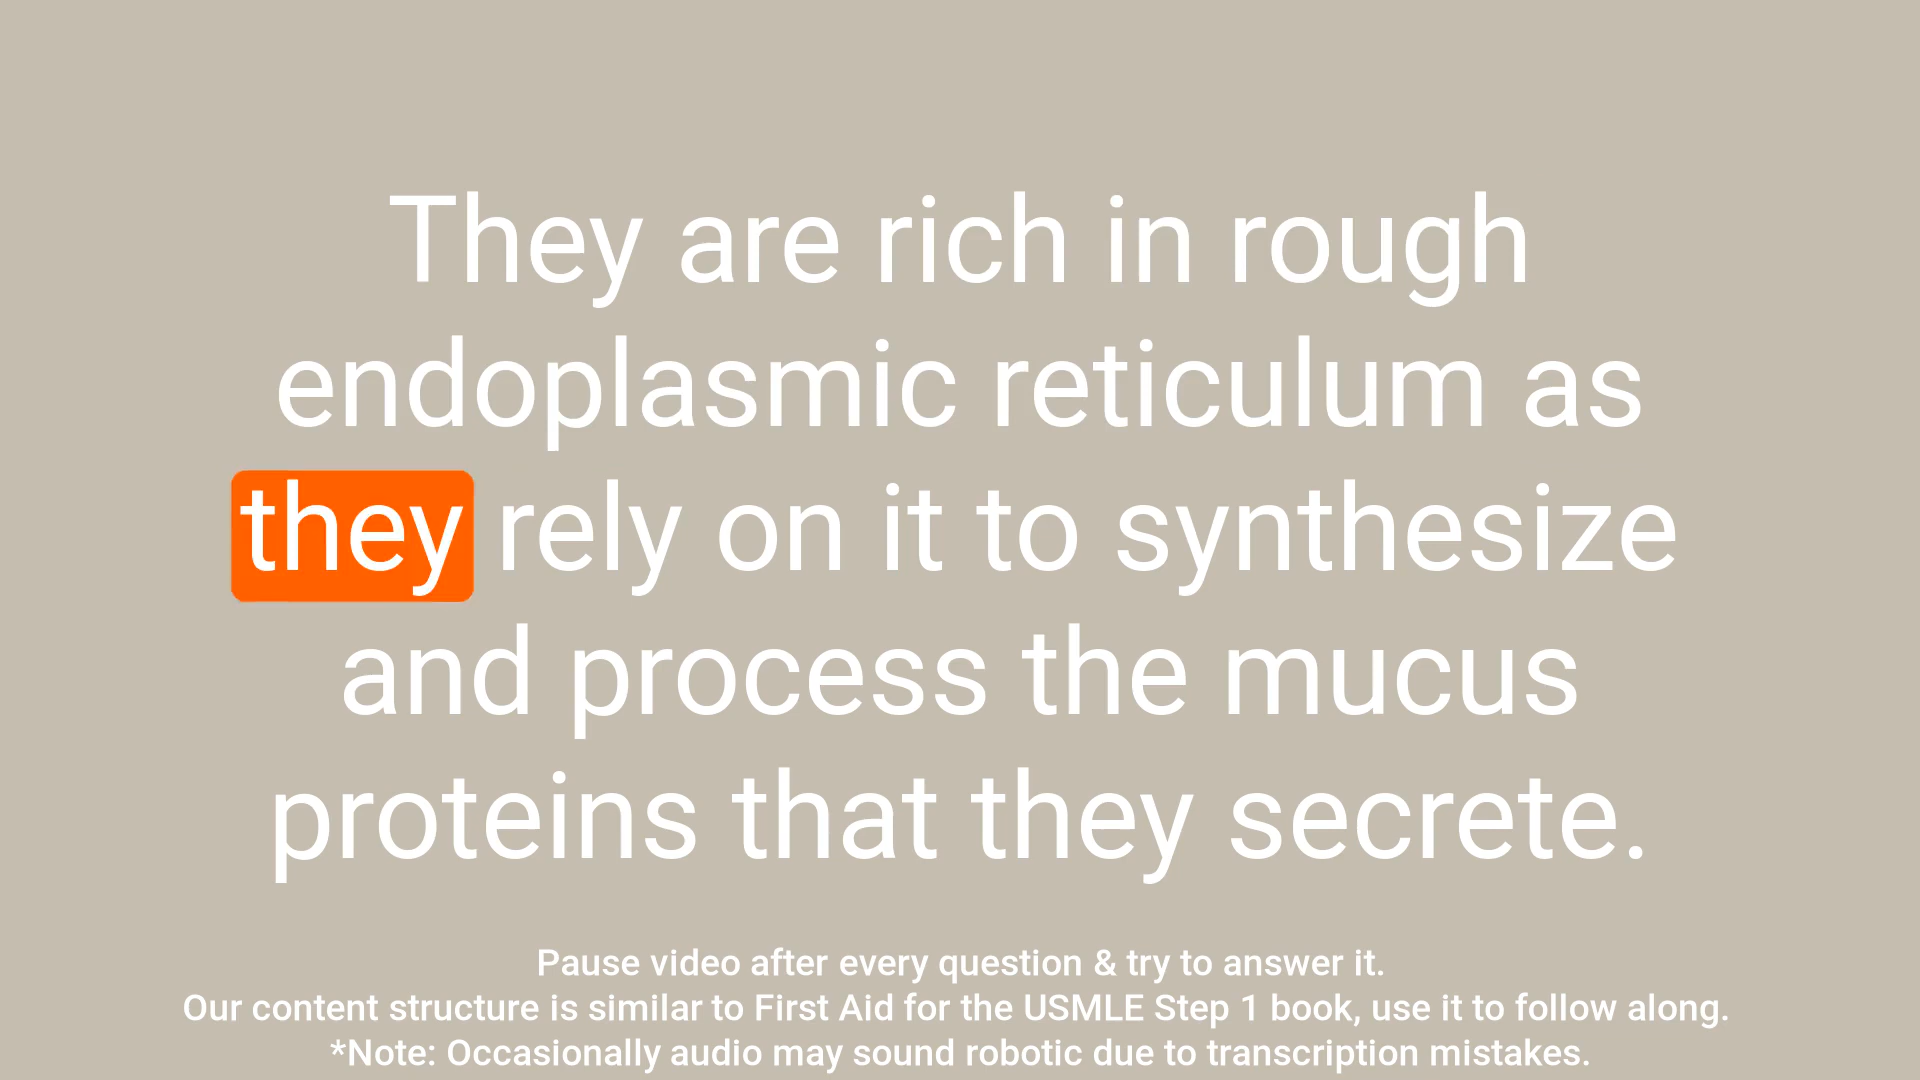 They are rich in rough
endoplasmic reticulum as
they rely on it to synthesize
and process the mucus
proteins that they secrete.
Pause video after every question & try to answer it.
Our content structure is similar to First Aid for the USMLE Step 1 book, use it to follow along.
*Note: Occasionally audio may sound robotic due to transcription mistakes.